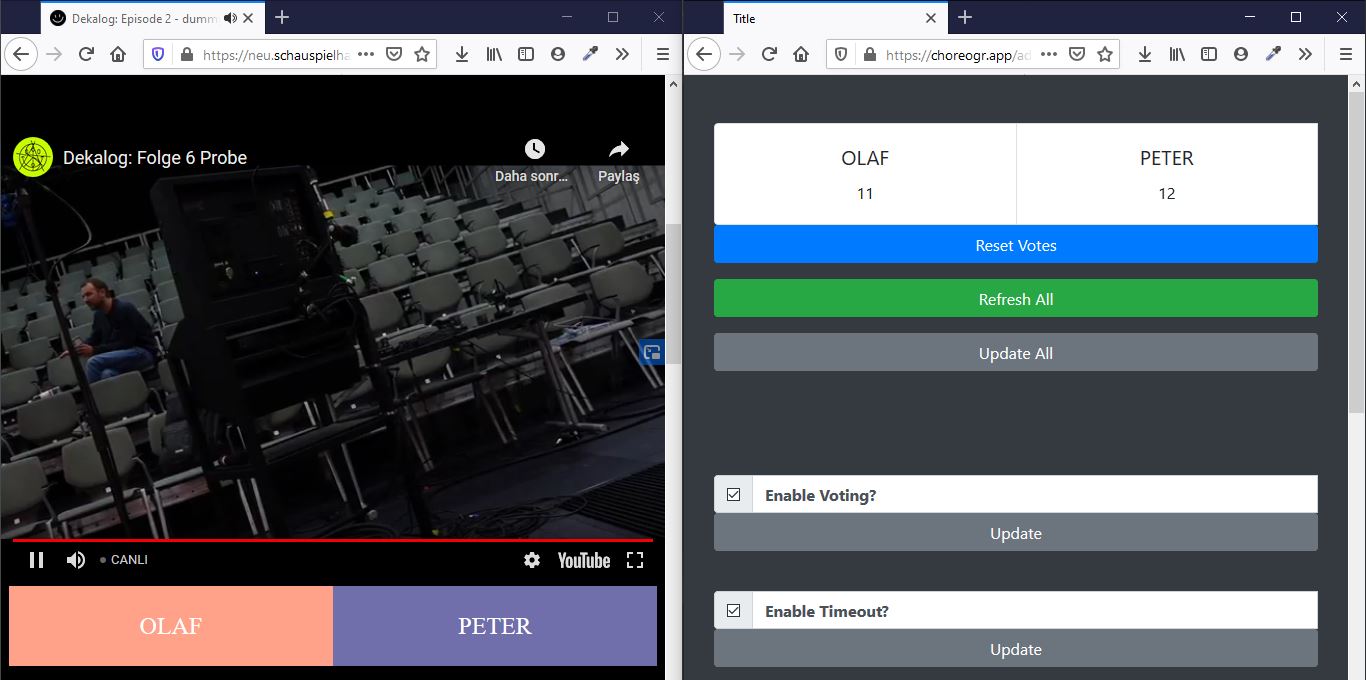 Dekalog: Episode 2 - dumm
https://neu.schauspielha
Dekalog: Folge 6 Probe
Daha sonr...
Paylaş
CANLI
YouTube
OLAF
PETER
Title
https://choreogr.app/ad
OLAF
PETER
11
12
Reset Votes
Refresh All
Update All
Enable Voting?
Update
Enable Timeout?
Update